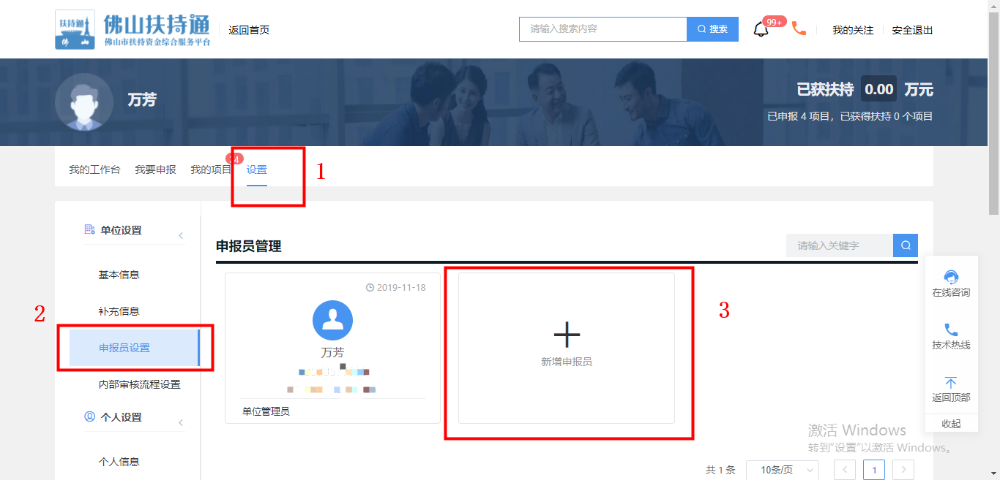 扶持通
佛山扶持通
佛山市扶持资金综合服务平台
返回首页
请输入搜索内容
搜索
99+
我的关注
安全退出
万芳
已获扶持 0.00 万元
已申报 4 项目，已获得扶持 0 个项目
我的工作台
我要申报
我的项目
24
设置
1
单位设置
基本信息
补充信息
2
申报员设置
内部审核流程设置
个人设置
个人信息
申报员管理
请输入关键字
2019-11-18
万芳
单位管理员
新增申报员
3
在线咨询
技术热线
返回顶部
收起
激活 Windows
转到"设置"以激活 Windows。
共 1 条
10条/页
1